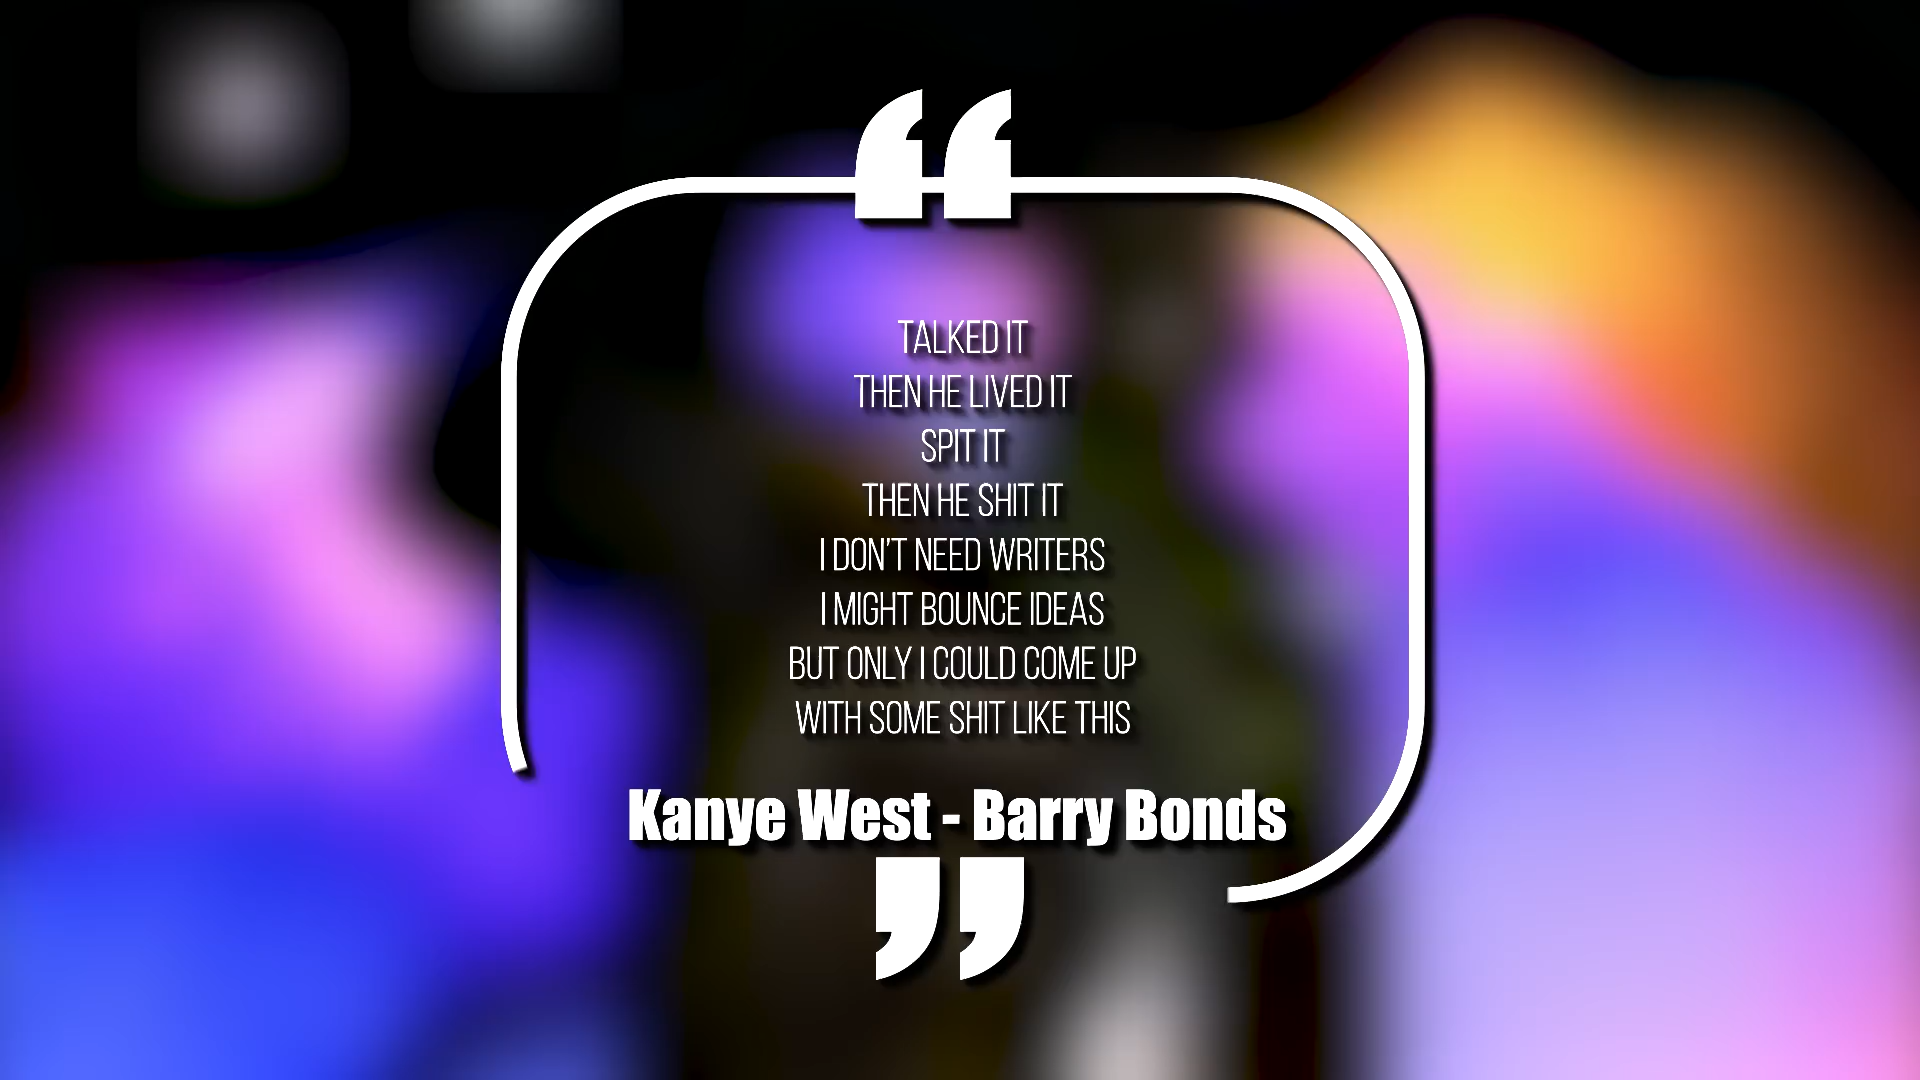 “
TALKED IT
THEN HE LIVED IT
SPIT IT
THEN HE SHIT IT
I DON’T NEED WRITERS
I MIGHT BOUNCE IDEAS
BUT ONLY I COULD COME UP
WITH SOME SHIT LIKE THIS
Kanye West - Barry Bonds
”